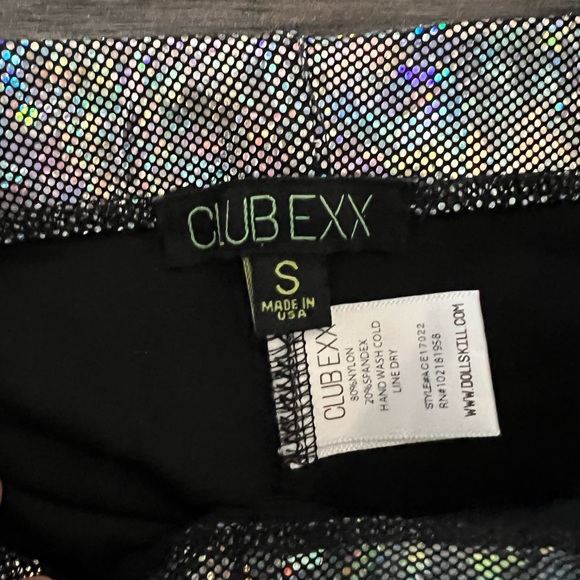 CLUB EXX
S
MADE IN
USA
CLUB EXX
80%NYLON
20%SPANDEX
HAND WASH COLD
LINE DRY
STYLE#ACE17022
RN#102181958
WWW.DOLLSKILL.COM